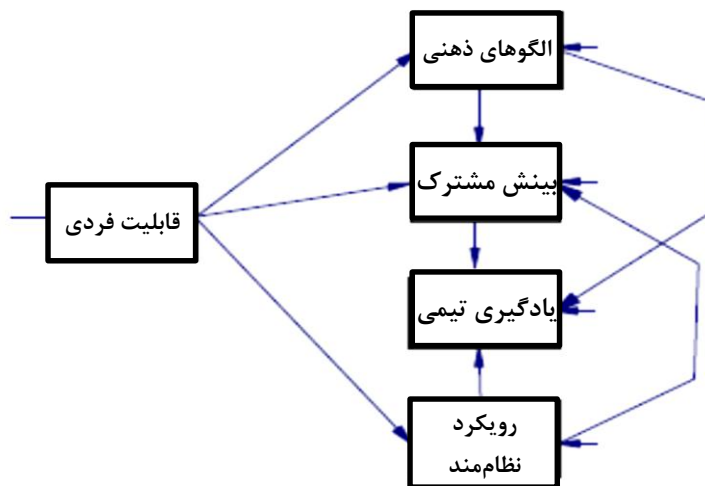 الگوهای ذهنی
بینش مشترک
قابلیت فردی
یادگیری تیمی
رویکرد
نظام‌مند